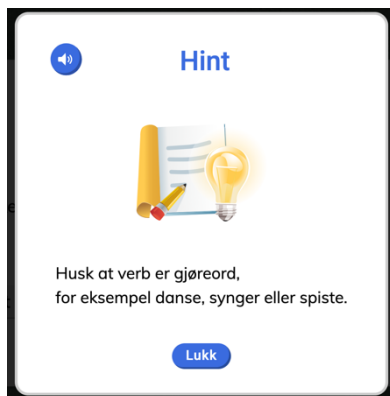 Hint
Husk at verb er gjøreord,
for eksempel danse, synger eller spiste.
Lukk